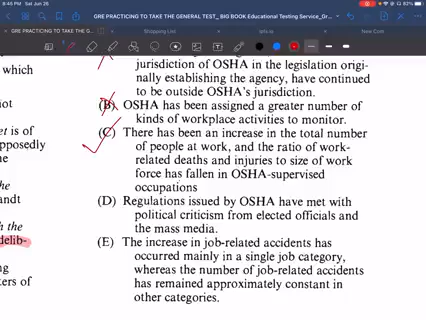 8:45 PM Sun Jun 26
83%
GRE PRACTICING TO TAKE THE GENERAL TEST_ BIG BOOK Educational Testing Service_Gr...
GRE PRACTICING TO TAKE THE G
Shopping List
New Cont
which
jurisdiction of OSHA in the legislation origi-
nally establishing the agency, have continued
to be outside OSHA's jurisdiction.
not
(B) OSHA has been assigned a greater number of
kinds of workplace activities to monitor.
et is of
(C) There has been an increase in the total number
pposedly
of people at work, and the ratio of work-
ne
related deaths and injuries to size of work
force has fallen in OSHA-supervised
the
occupations
andt
(D) Regulations issued by OSHA have met with
political criticism from elected officials and
h the
the mass media.
delib-
(E) The increase in job-related accidents has
occurred mainly in a single job category,
ng
whereas the number of job-related accidents
ters of
has remained approximately constant in
other categories.